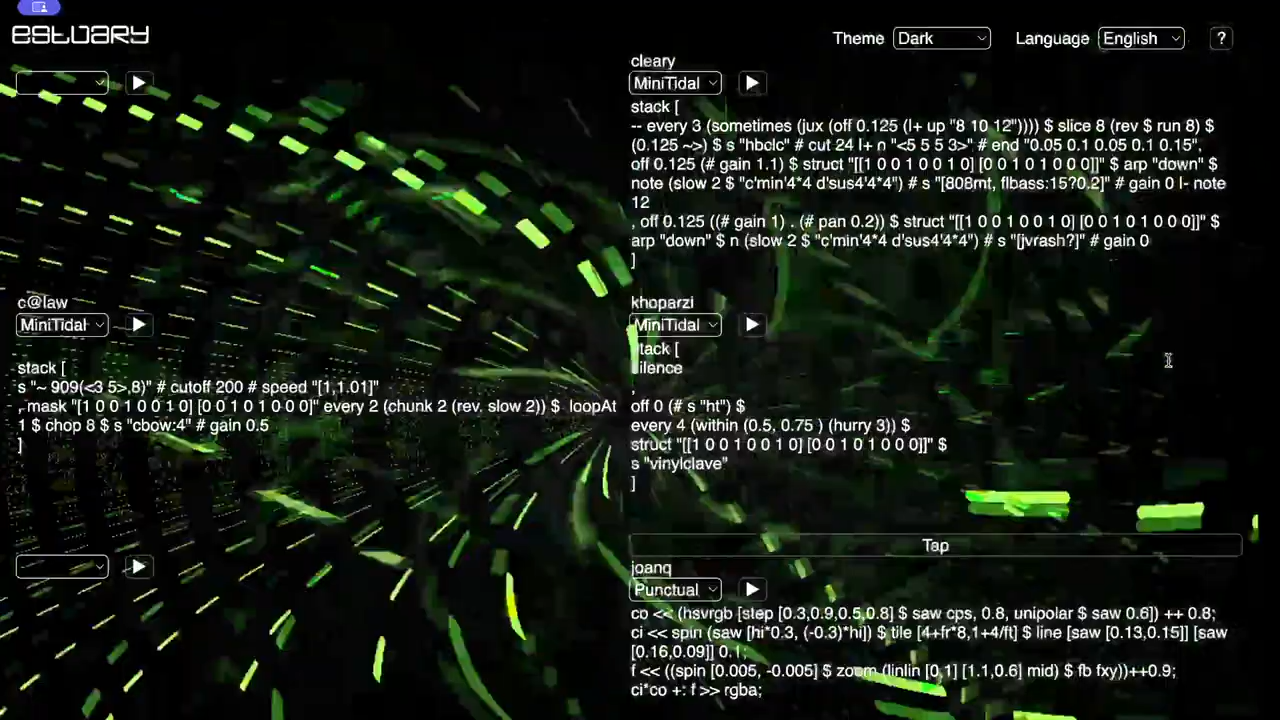 estuary
Theme Dark Language English ?
cleary
MiniTidal
stack [
-- every 3 (sometimes (jux (off 0.125 (|+ up "8 10 12")))) $ slice 8 (rev $ run 8) $
(0.125 ~>) $ s "hbclc" # cut 24 |+ n "<5 5 5 3>" # end "0.05 0.1 0.05 0.1 0.15",
off 0.125 (# gain 1.1) $ struct "[[1 0 0 1 0 0 1 0] [0 0 1 0 1 0 0 0]]" $ arp "down" $
note (slow 2 $ "c'min'4*4 d'sus4'4*4") # s "[808mt, flbass:15?0.2]" # gain 0 |- note
12
, off 0.125 ((# gain 1) . (# pan 0.2)) $ struct "[[1 0 0 1 0 0 1 0] [0 0 1 0 1 0 0 0]]" $
arp "down" $ n (slow 2 $ "c'min'4*4 d'sus4'4*4") # s "[jvrash?]" # gain 0
]
c@law
MiniTidal
stack [
s "~ 909(<3 5>,8)" # cutoff 200 # speed "[1,1.01]"
, mask "[1 0 0 1 0 0 1 0] [0 0 1 0 1 0 0 0]" every 2 (chunk 2 (rev. slow 2)) $ loopAt
1 $ chop 8 $ s "cbow:4" # gain 0.5
]
khoparzi
MiniTidal
stack [
silence
,
off 0 (# s "ht") $
every 4 (within (0.5, 0.75 ) (hurry 3)) $
struct "[[1 0 0 1 0 0 1 0] [0 0 1 0 1 0 0 0]]" $
s "vinylclave"
]
Tap
joanq
Punctual
co << (hsvrgb [step [0.3,0.9,0.5,0.8] $ saw cps, 0.8, unipolar $ saw 0.6]) ++ 0.8;
ci << spin (saw [hi*0.3, (-0.3)*hi]) $ tile [4+fr*8,1+4/ft] $ line [saw [0.13,0.15]] [saw
[0.16,0.09]] 0.1;
f << ((spin [0.005, -0.005] $ zoom (linlin [0,1] [1.1,0.6] mid) $ fb fxy))++0.9;
ci*co +: f >> rgba;